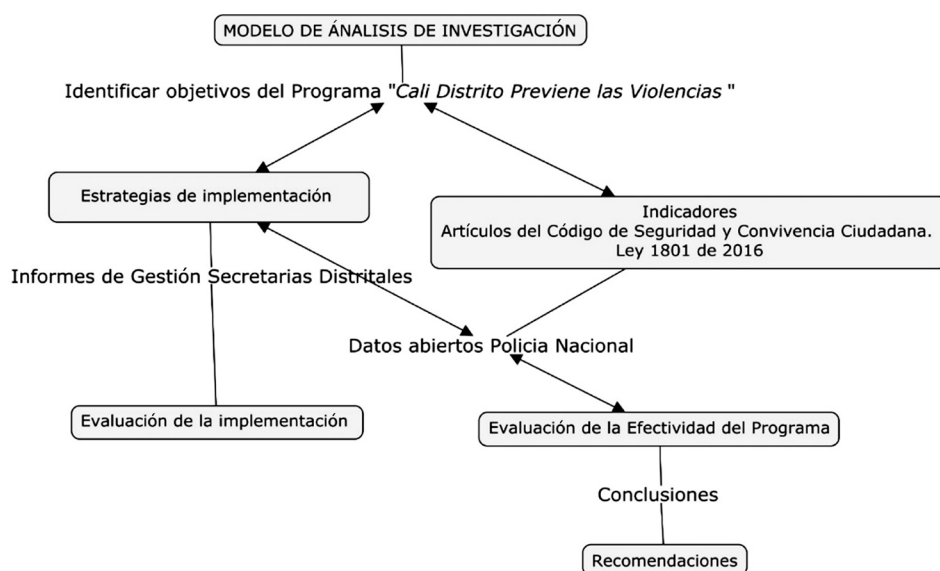 MODELO DE ÁNALISIS DE INVESTIGACIÓN
Identificar objetivos del Programa "Cali Distrito Previene las Violencias "
Estrategias de implementación
Indicadores
Artículos del Código de Seguridad y Convivencia Ciudadana.
Ley 1801 de 2016
Informes de Gestión Secretarias Distritales
Datos abiertos Policia Nacional
Evaluación de la implementación
Evaluación de la Efectividad del Programa
Conclusiones
Recomendaciones